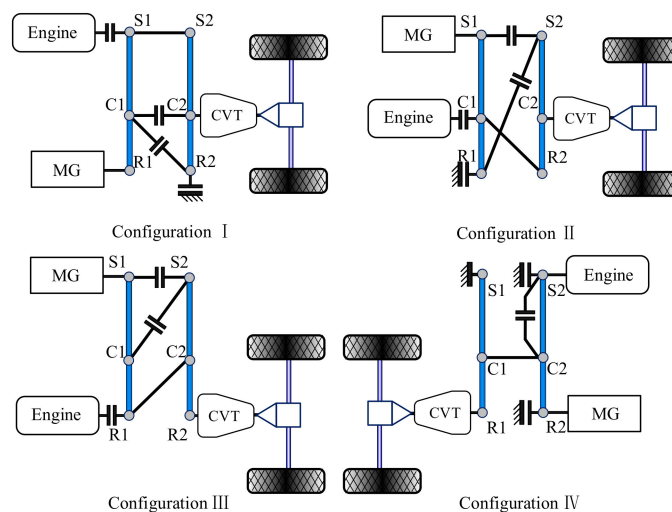 Engine
S1
S2
C1
C2
CVT
MG
R1
R2
Configuration Ⅰ
MG
S1
S2
Engine
C1
C2
CVT
R1
R2
Configuration Ⅱ
MG
S1
S2
C1
C2
Engine
R1
R2
CVT
Configuration Ⅲ
S1
S2
Engine
C1
C2
CVT
R1
R2
MG
Configuration Ⅳ